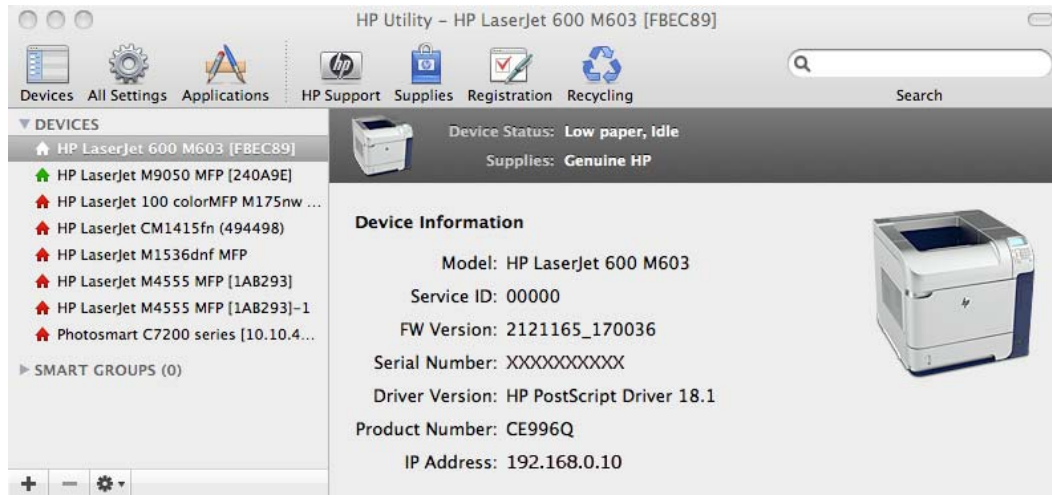 HP Utility – HP LaserJet 600 M603 [FBEC89]
Devices All Settings Applications HP Support Supplies Registration Recycling Search
DEVICES
HP LaserJet 600 M603 [FBEC89]
HP LaserJet M9050 MFP [240A9E]
HP LaserJet 100 colorMFP M175nw ...
HP LaserJet CM1415fn (494498)
HP LaserJet M1536dnf MFP
HP LaserJet M4555 MFP [1AB293]
HP LaserJet M4555 MFP [1AB293]-1
Photosmart C7200 series [10.10.4...
SMART GROUPS (0)
Device Status: Low paper, Idle
Supplies: Genuine HP
Device Information
Model: HP LaserJet 600 M603
Service ID: 00000
FW Version: 2121165_170036
Serial Number: XXXXXXXXXX
Driver Version: HP PostScript Driver 18.1
Product Number: CE996Q
IP Address: 192.168.0.10